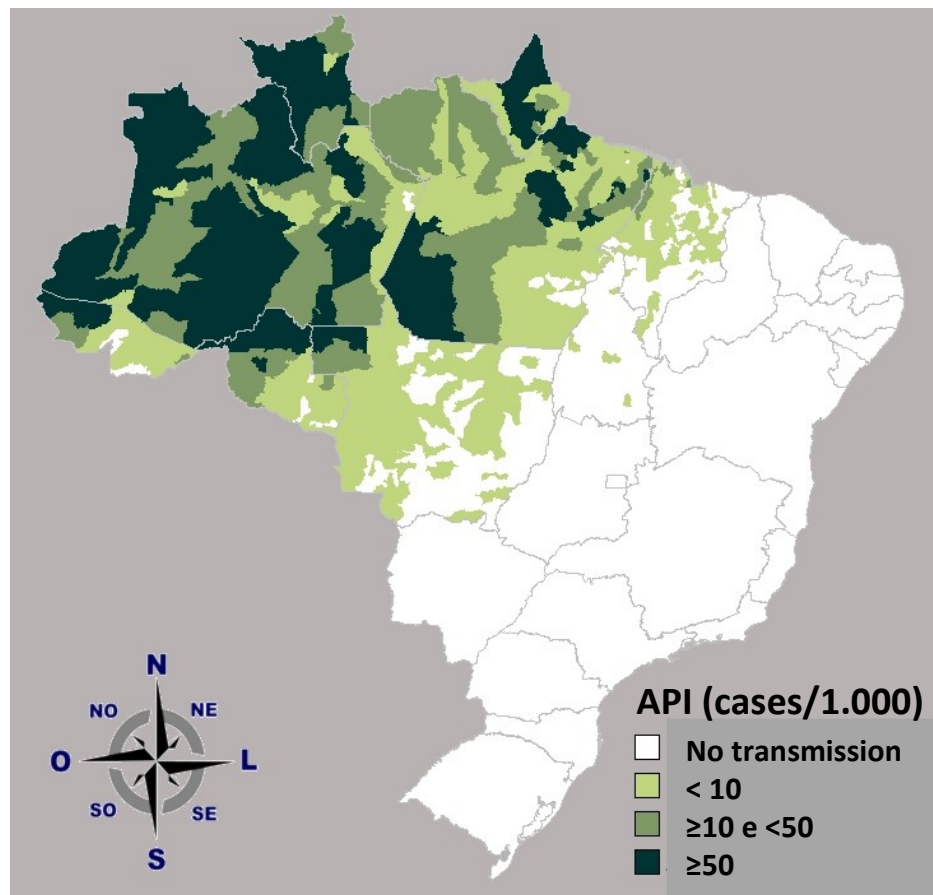 N
NO NE
O L
SO SE
S
API (cases/1.000)
No transmission
< 10
≥10 e <50
≥50